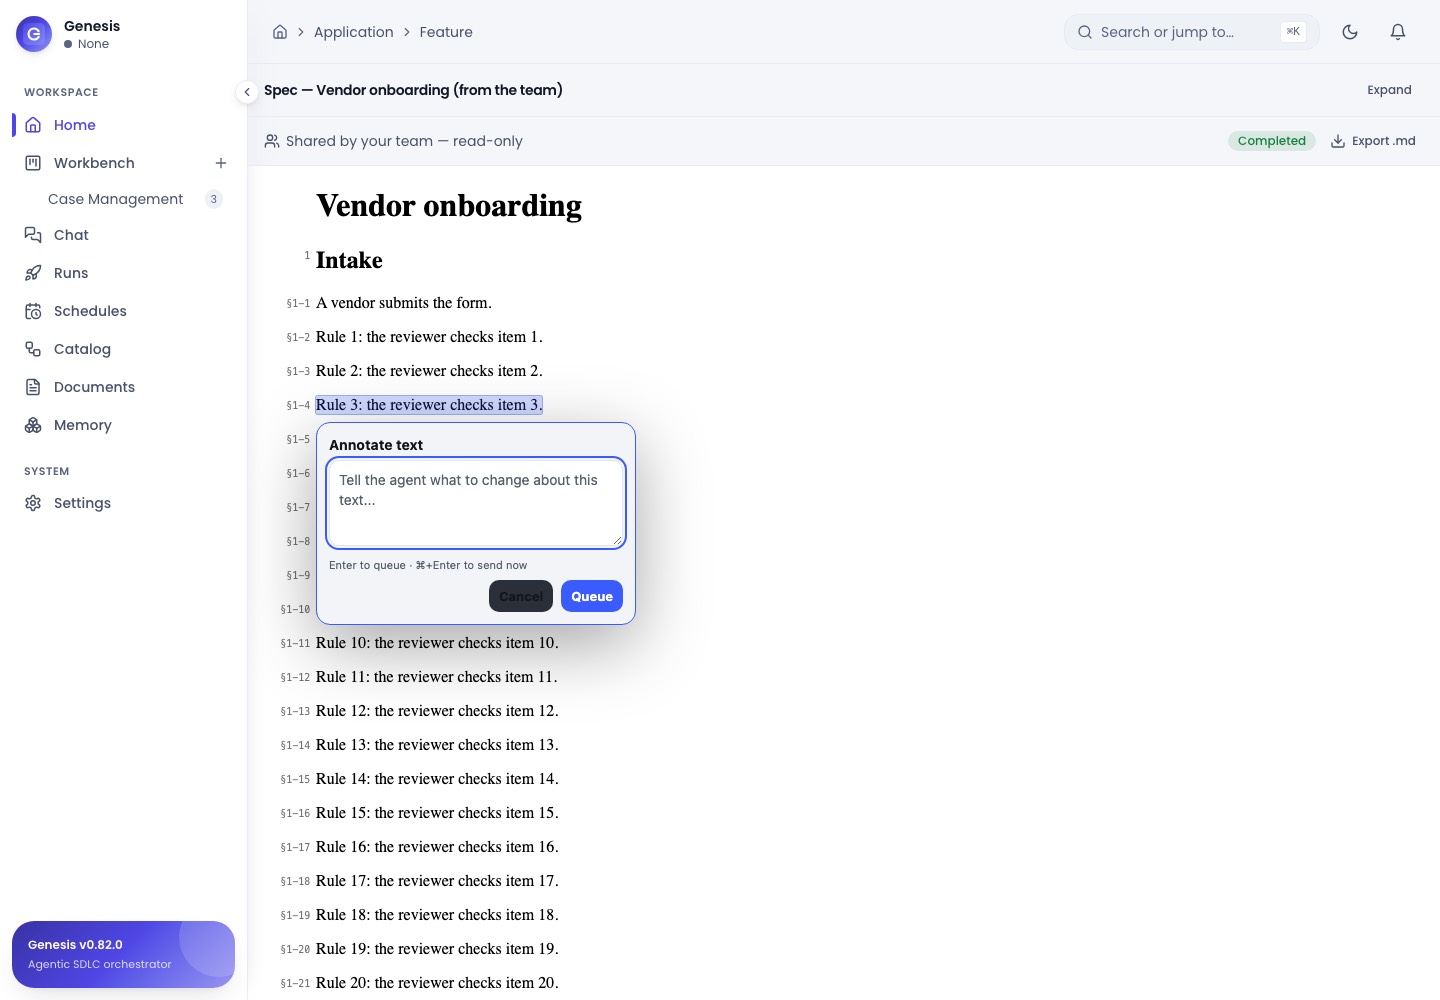 Genesis
None
WORKSPACE
Home
Workbench
Case Management 3
Chat
Runs
Schedules
Catalog
Documents
Memory
SYSTEM
Settings
Genesis v0.82.0
Agentic SDLC orchestrator
Application > Feature
Search or jump to... ⌘K
Spec — Vendor onboarding (from the team)
Expand
Shared by your team — read-only
Completed
Export .md
Vendor onboarding
1 Intake
§1-1 A vendor submits the form.
§1-2 Rule 1: the reviewer checks item 1.
§1-3 Rule 2: the reviewer checks item 2.
§1-4 Rule 3: the reviewer checks item 3.
§1-5
§1-6
§1-7
§1-8
§1-9
§1-10
Annotate text
Tell the agent what to change about this
text...
Enter to queue · ⌘+Enter to send now
Cancel
Queue
§1-11 Rule 10: the reviewer checks item 10.
§1-12 Rule 11: the reviewer checks item 11.
§1-13 Rule 12: the reviewer checks item 12.
§1-14 Rule 13: the reviewer checks item 13.
§1-15 Rule 14: the reviewer checks item 14.
§1-16 Rule 15: the reviewer checks item 15.
§1-17 Rule 16: the reviewer checks item 16.
§1-18 Rule 17: the reviewer checks item 17.
§1-19 Rule 18: the reviewer checks item 18.
§1-20 Rule 19: the reviewer checks item 19.
§1-21 Rule 20: the reviewer checks item 20.